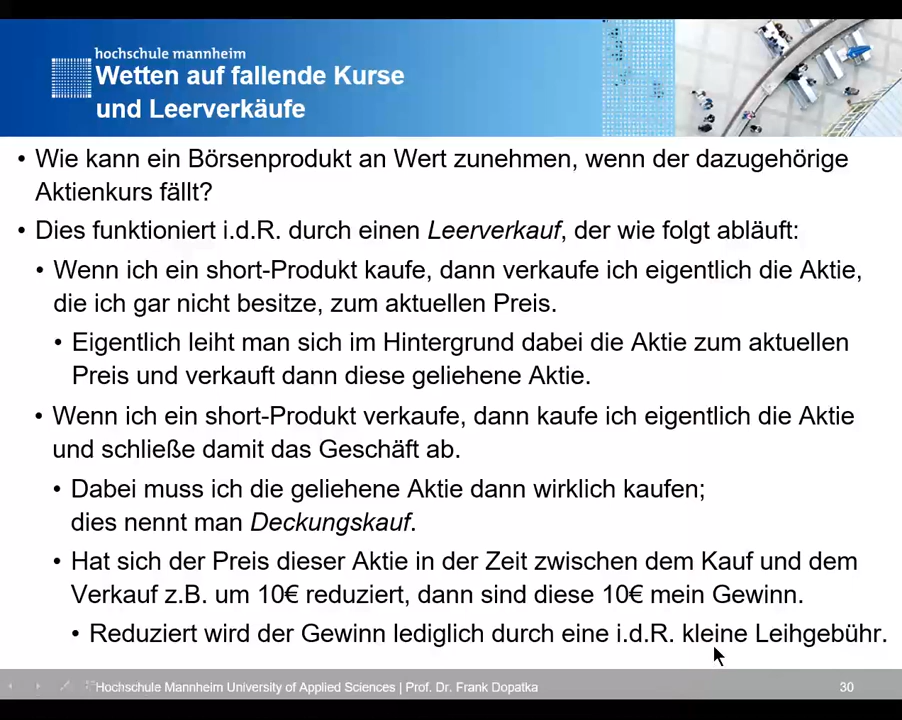 hochschule mannheim
Wetten auf fallende Kurse
und Leerverkäufe
• Wie kann ein Börsenprodukt an Wert zunehmen, wenn der dazugehörige
Aktienkurs fällt?
• Dies funktioniert i.d.R. durch einen Leerverkauf, der wie folgt abläuft:
• Wenn ich ein short-Produkt kaufe, dann verkaufe ich eigentlich die Aktie,
die ich gar nicht besitze, zum aktuellen Preis.
• Eigentlich leiht man sich im Hintergrund dabei die Aktie zum aktuellen
Preis und verkauft dann diese geliehene Aktie.
• Wenn ich ein short-Produkt verkaufe, dann kaufe ich eigentlich die Aktie
und schließe damit das Geschäft ab.
• Dabei muss ich die geliehene Aktie dann wirklich kaufen;
dies nennt man Deckungskauf.
• Hat sich der Preis dieser Aktie in der Zeit zwischen dem Kauf und dem
Verkauf z.B. um 10€ reduziert, dann sind diese 10€ mein Gewinn.
• Reduziert wird der Gewinn lediglich durch eine i.d.R. kleine Leihgebühr.
Hochschule Mannheim University of Applied Sciences | Prof. Dr. Frank Dopatka 30